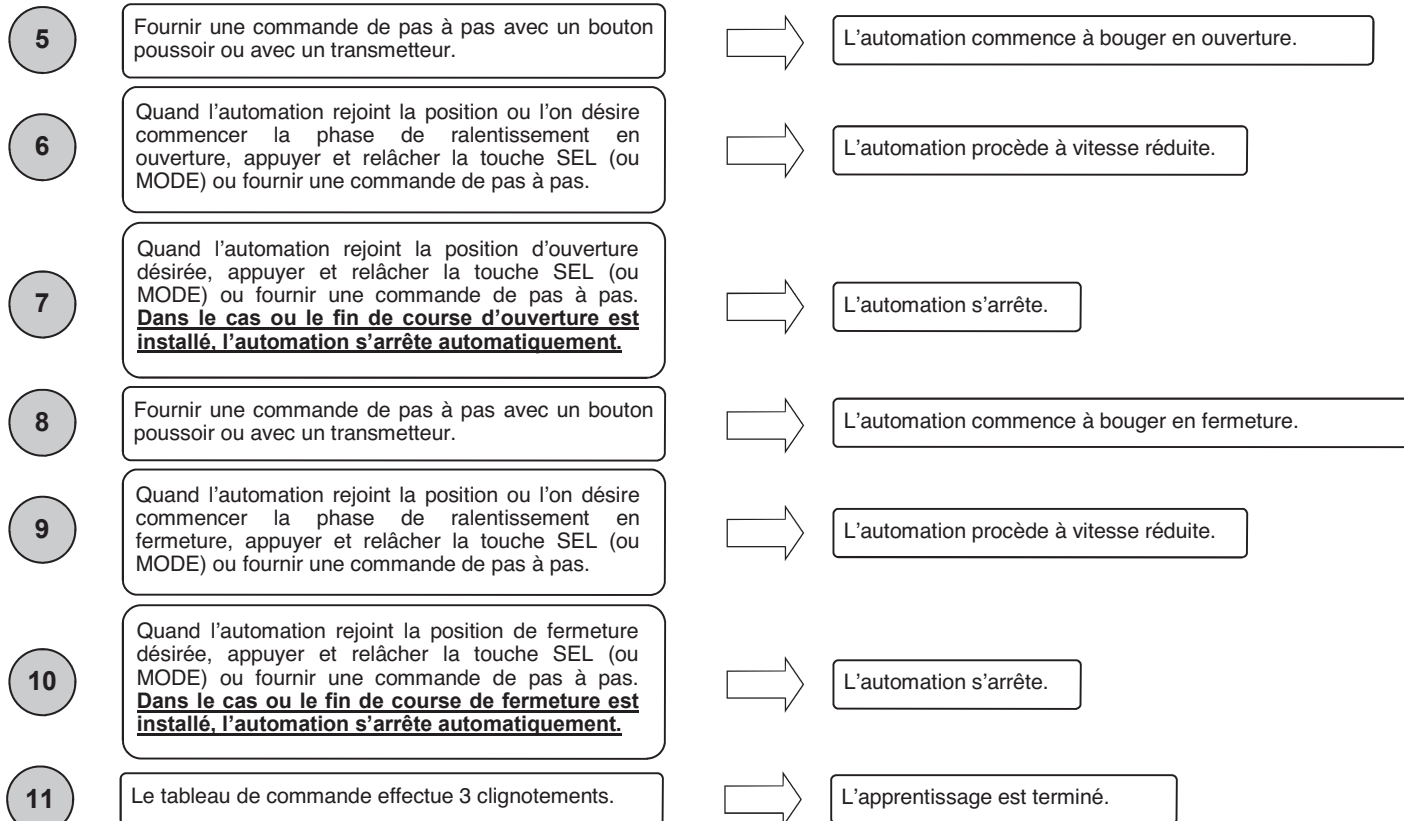 5
Fournir une commande de pas à pas avec un bouton
poussoir ou avec un transmetteur.
L’automation commence à bouger en ouverture.
6
Quand l’automation rejoint la position ou l’on désire
commencer la phase de ralentissement en
ouverture, appuyer et relâcher la touche SEL (ou
MODE) ou fournir une commande de pas à pas.
L’automation procède à vitesse réduite.
7
Quand l’automation rejoint la position d’ouverture
désirée, appuyer et relâcher la touche SEL (ou
MODE) ou fournir une commande de pas à pas.
Dans le cas ou le fin de course d’ouverture est
installé, l’automation s’arrête automatiquement.
L’automation s’arrête.
8
Fournir une commande de pas à pas avec un bouton
poussoir ou avec un transmetteur.
L’automation commence à bouger en fermeture.
9
Quand l’automation rejoint la position ou l’on désire
commencer la phase de ralentissement en
fermeture, appuyer et relâcher la touche SEL (ou
MODE) ou fournir une commande de pas à pas.
L’automation procède à vitesse réduite.
10
Quand l’automation rejoint la position de fermeture
désirée, appuyer et relâcher la touche SEL (ou
MODE) ou fournir une commande de pas à pas.
Dans le cas ou le fin de course de fermeture est
installé, l’automation s’arrête automatiquement.
L’automation s’arrête.
11
Le tableau de commande effectue 3 clignotements.
L’apprentissage est terminé.